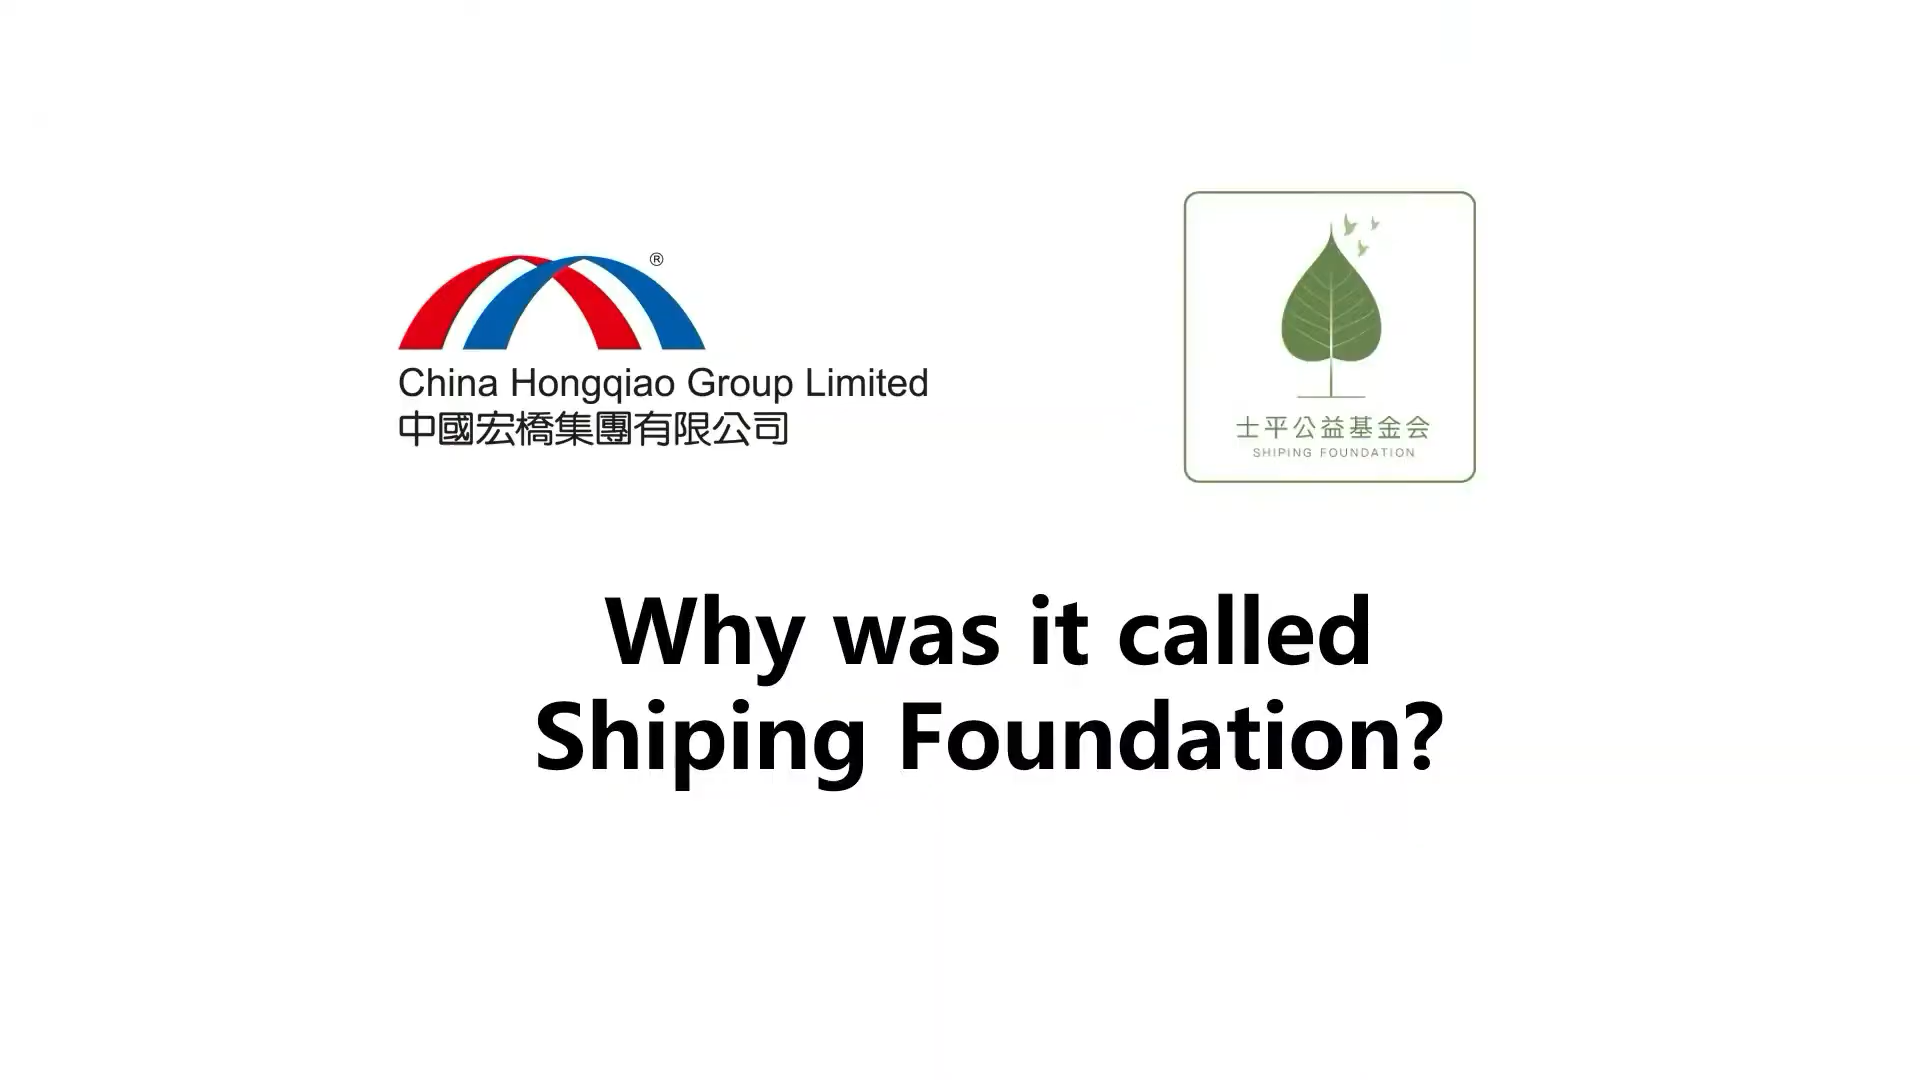 ®
China Hongqiao Group Limited
中國宏橋集團有限公司
士平公益基金会
SHIPING FOUNDATION
Why was it called
Shiping Foundation?